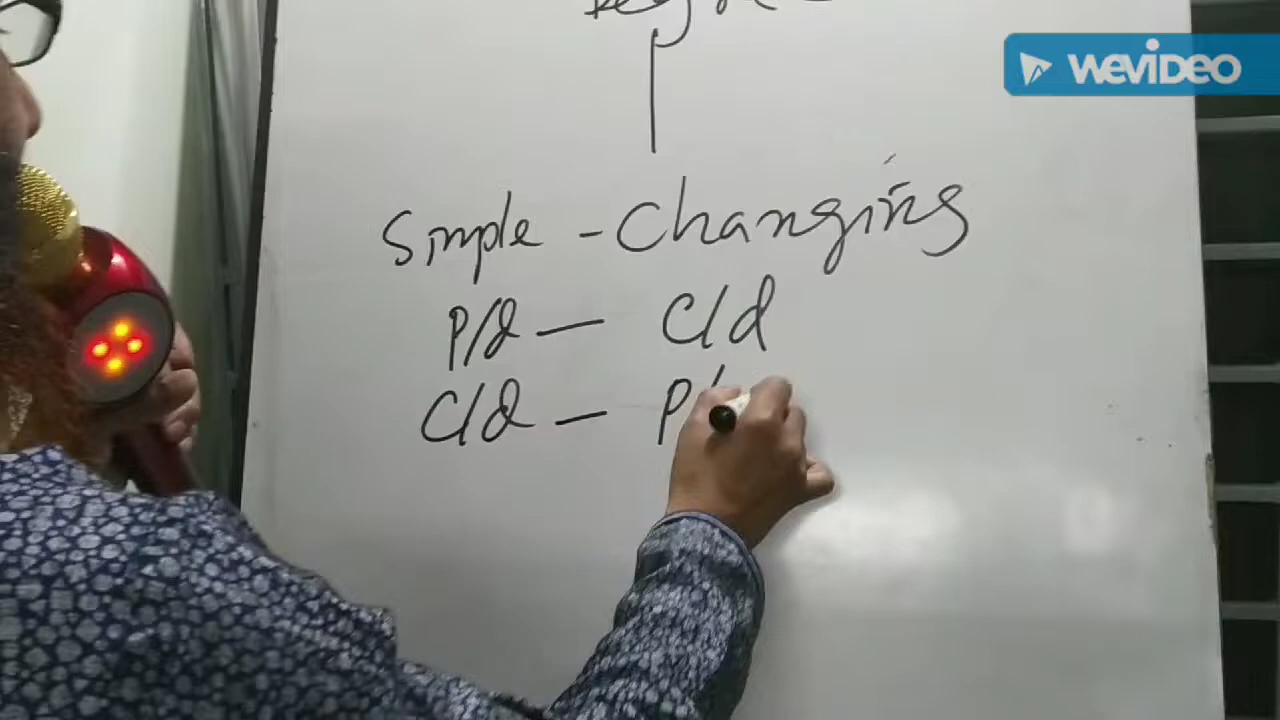 WEVIDEO
Simple - Changing
P/d — C/d
C/d — P/